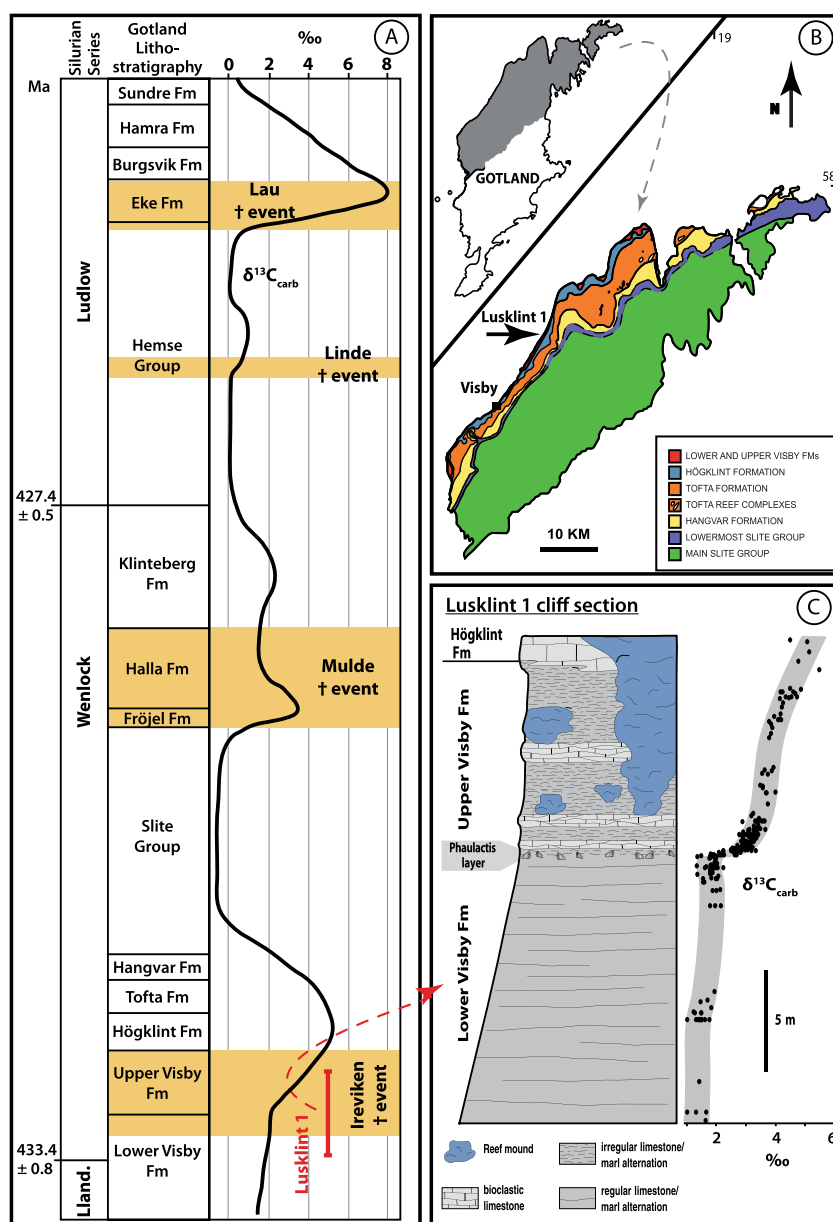 A
Silurian
Series
Gotland
Litho-
stratigraphy
‰
0 2 4 6 8
Ma
Sundre Fm
Hamra Fm
Burgsvik Fm
Eke Fm
Lau
† event
δ13Ccarb
Ludlow
Hemse
Group
Linde
† event
427.4
± 0.5
Klinteberg
Fm
Wenlock
Halla Fm
Mulde
† event
Fröjel Fm
Slite
Group
Hangvar Fm
Tofta Fm
Högklint Fm
Upper Visby
Fm
Ireviken
† event
Lusklint 1
Lower Visby
Fm
433.4
± 0.8
Lland.
B
19
N
GOTLAND
58
Lusklint 1
Visby
10 KM
LOWER AND UPPER VISBY FMs
HÖGKLINT FORMATION
TOFTA FORMATION
TOFTA REEF COMPLEXES
HANGVAR FORMATION
LOWERMOST SLITE GROUP
MAIN SLITE GROUP
Lusklint 1 cliff section
C
Högklint
Fm
Upper Visby Fm
Phaulactis
layer
Lower Visby Fm
δ13Ccarb
5 m
2 4 6
‰
Reef mound
irregular limestone/
marl alternation
bioclastic
limestone
regular limestone/
marl alternation